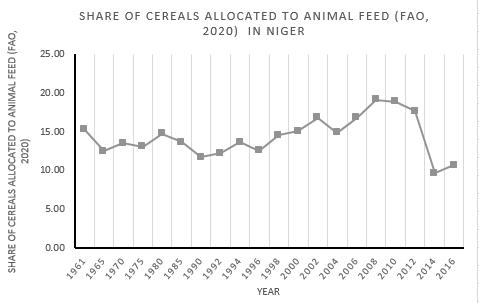 SHARE OF CEREALS ALLOCATED TO ANIMAL FEED (FAO,
2020) IN NIGER
SHARE OF CEREALS ALLOCATED TO ANIMAL FEED (FAO,
2020)
25.00
20.00
15.00
10.00
5.00
0.00
1961 1965 1970 1975 1980 1985 1990 1992 1994 1996 1998 2000 2002 2004 2006 2008 2010 2012 2014 2016
YEAR